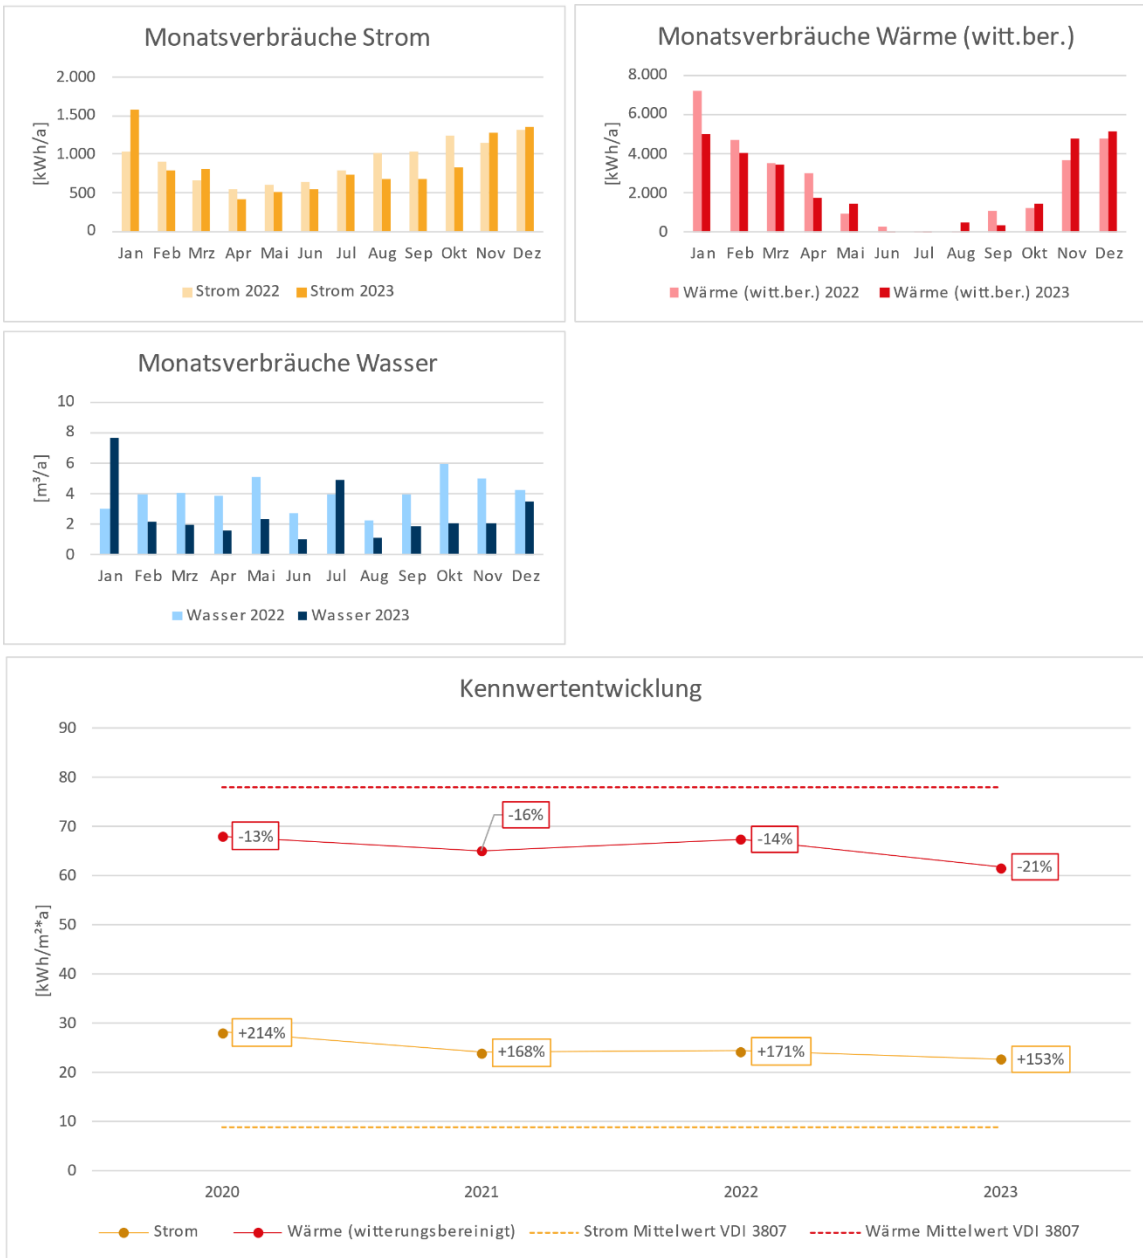 Monatsverbräuche Strom
2.000
1.500
1.000
500
0
[kWh/a]
Jan Feb Mrz Apr Mai Jun Jul Aug Sep Okt Nov Dez
Strom 2022 Strom 2023
Monatsverbräuche Wärme (witt.ber.)
8.000
6.000
4.000
2.000
0
[kWh/a]
Jan Feb Mrz Apr Mai Jun Jul Aug Sep Okt Nov Dez
Wärme (witt.ber.) 2022 Wärme (witt.ber.) 2023
Monatsverbräuche Wasser
10
8
6
4
2
0
[m³/a]
Jan Feb Mrz Apr Mai Jun Jul Aug Sep Okt Nov Dez
Wasser 2022 Wasser 2023
Kennwertentwicklung
90
80
70
60
50
40
30
20
10
0
[kWh/m²*a]
-13%
-16%
-14%
-21%
+214%
+168%
+171%
+153%
2020 2021 2022 2023
Strom Wärme (witterungsbereinigt) Strom Mittelwert VDI 3807 Wärme Mittelwert VDI 3807